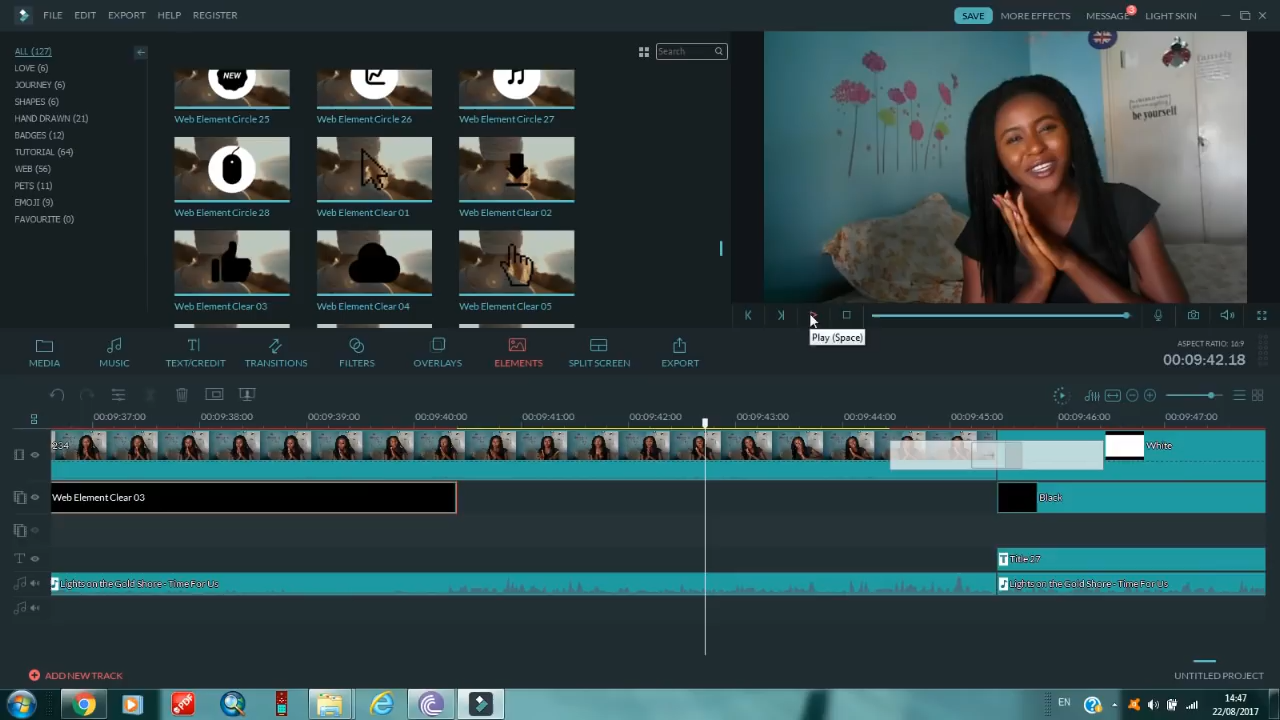 FILE EDIT EXPORT HELP REGISTER
SAVE MORE EFFECTS MESSAGE 3 LIGHT SKIN
ALL (127)
LOVE (6)
JOURNEY (6)
SHAPES (6)
HAND DRAWN (21)
BADGES (12)
TUTORIAL (64)
WEB (56)
PETS (11)
EMOJI (9)
FAVOURITE (0)
Search
NEW
Web Element Circle 25 Web Element Circle 26 Web Element Circle 27
Web Element Circle 28 Web Element Clear 01 Web Element Clear 02
Web Element Clear 03 Web Element Clear 04 Web Element Clear 05
be yourself
Play (Space)
MEDIA MUSIC TEXT/CREDIT TRANSITIONS FILTERS OVERLAYS ELEMENTS SPLIT SCREEN EXPORT
ASPECT RATIO: 16:9
00:09:42.18
00:09:37:00 00:09:38:00 00:09:39:00 00:09:40:00 00:09:41:00 00:09:42:00 00:09:43:00 00:09:44:00 00:09:45:00 00:09:46:00 00:09:47:00
234 White
Web Element Clear 03 Black
T Title 27
Lights on the Gold Shore - Time For Us Lights on the Gold Shore - Time For Us
ADD NEW TRACK UNTITLED PROJECT
EN 14:47
22/08/2017